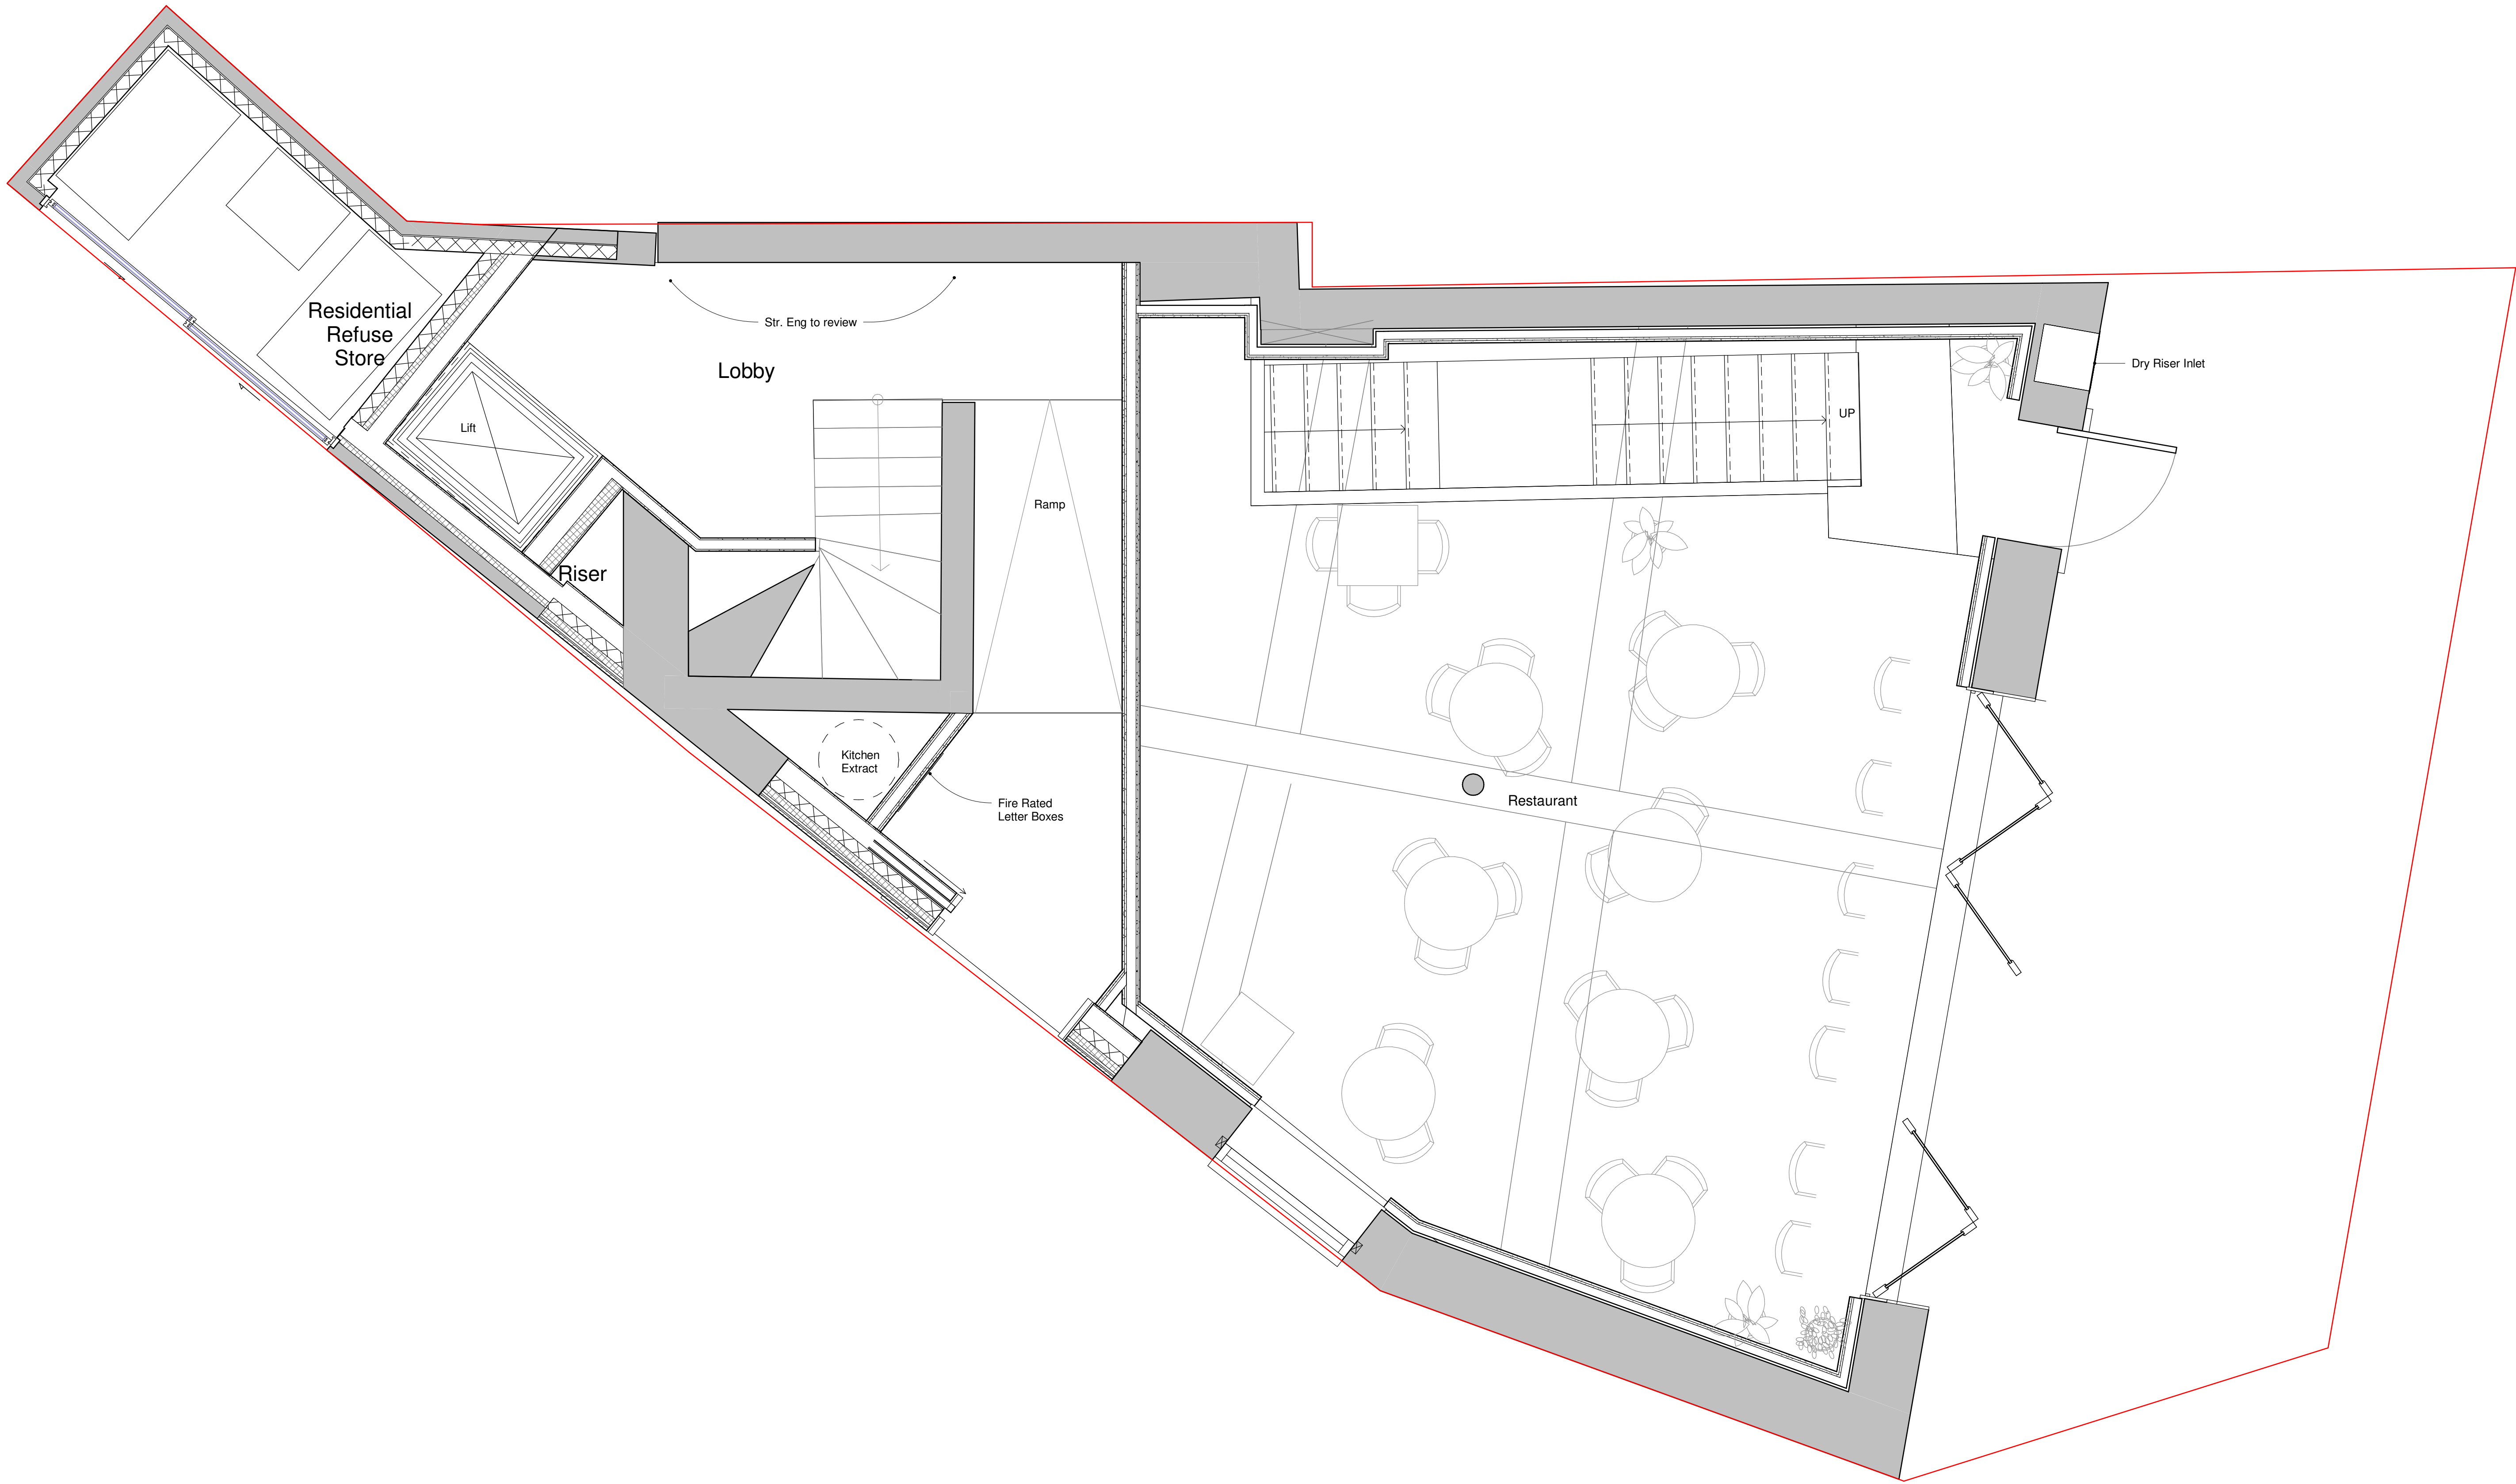 Residential
Refuse
Store
Str. Eng to review
Lobby
Dry Riser Inlet
UP
Lift
Ramp
Riser
Kitchen
Extract
Fire Rated
Letter Boxes
Restaurant